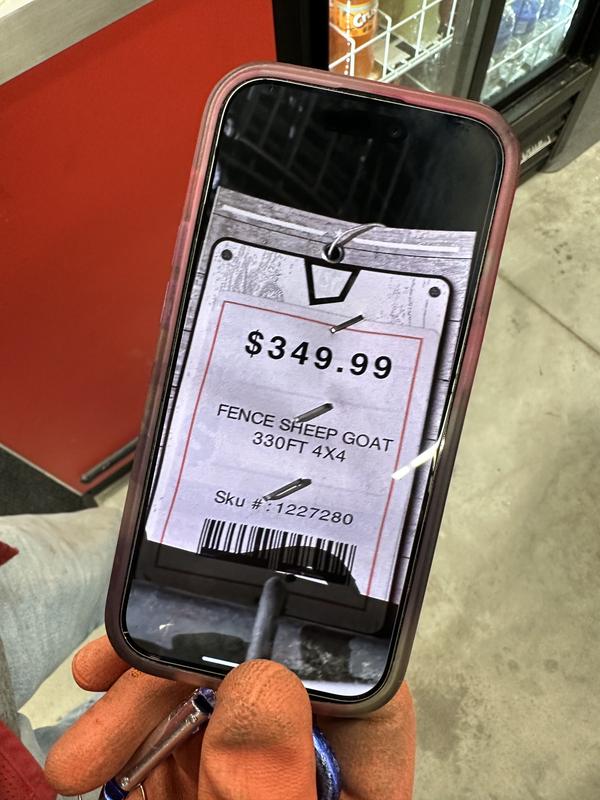 $349.99
FENCE SHEEP GOAT
330FT 4X4
Sku #:1227280